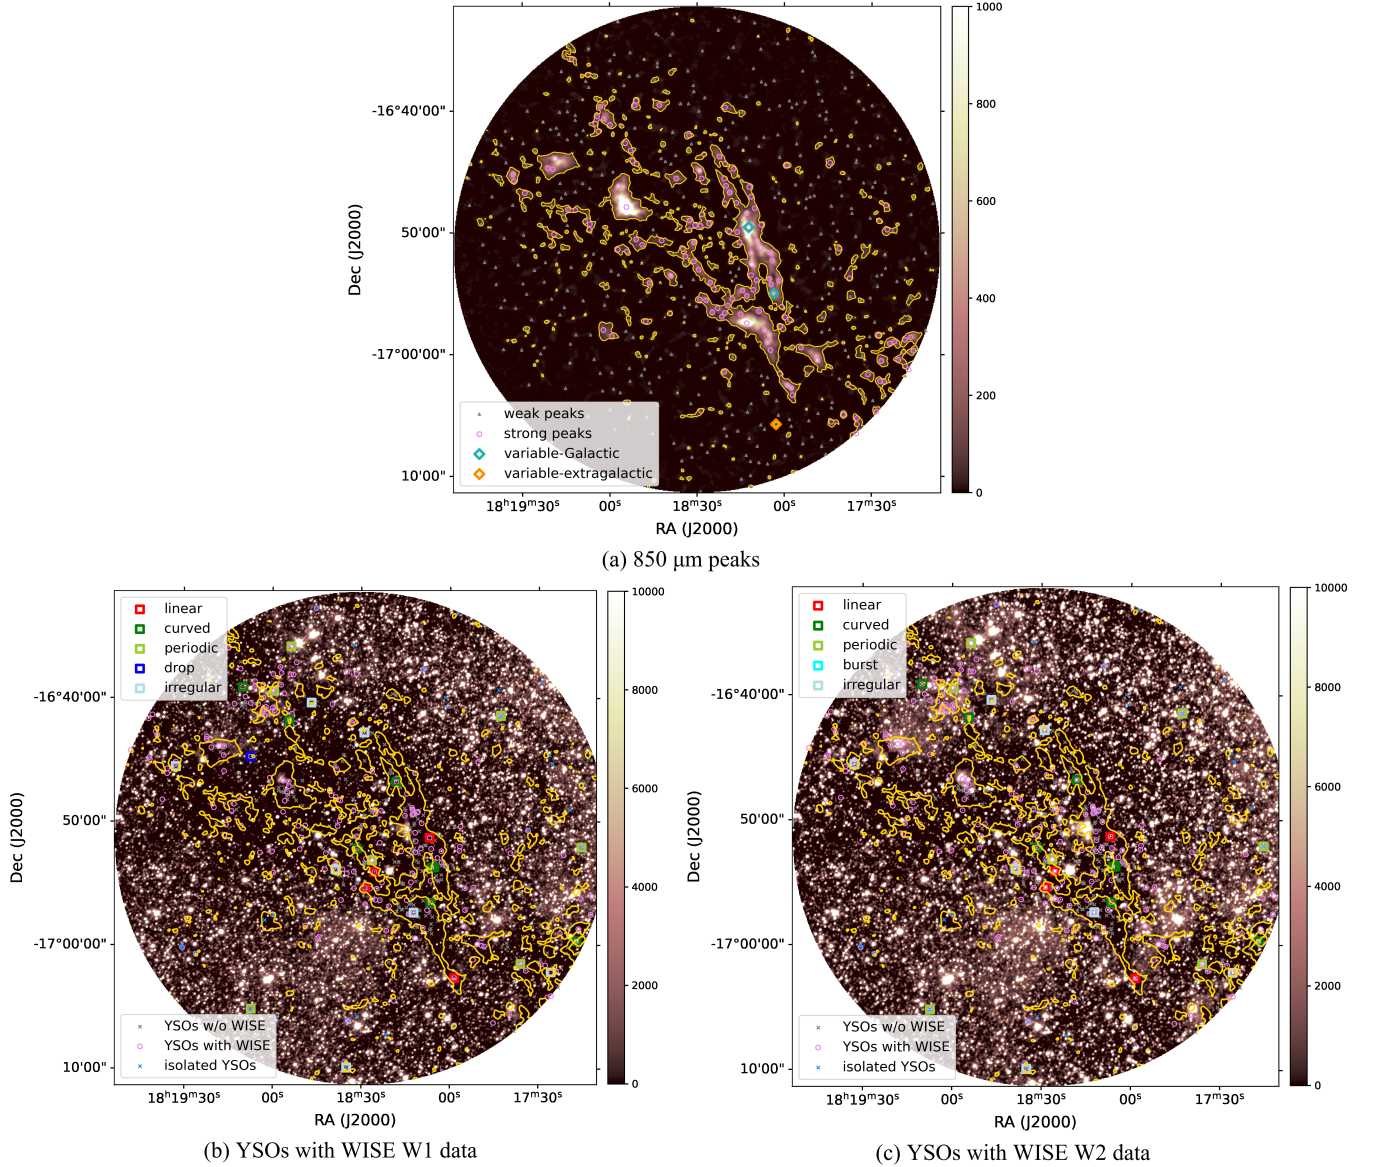 1000
800
600
400
200
0
-16°40'00"
50'00"
-17°00'00"
10'00"
Dec (J2000)
weak peaks
strong peaks
variable-Galactic
variable-extragalactic
18ʰ19ᵐ30ˢ 00ˢ 18ᵐ30ˢ 00ˢ 17ᵐ30ˢ
RA (J2000)
(a) 850 μm peaks
linear
curved
periodic
drop
irregular
-16°40'00"
50'00"
-17°00'00"
10'00"
Dec (J2000)
YSOs w/o WISE
YSOs with WISE
isolated YSOs
18ʰ19ᵐ30ˢ 00ˢ 18ᵐ30ˢ 00ˢ 17ᵐ30ˢ
RA (J2000)
10000
8000
6000
4000
2000
0
(b) YSOs with WISE W1 data
linear
curved
periodic
burst
irregular
-16°40'00"
50'00"
-17°00'00"
10'00"
Dec (J2000)
YSOs w/o WISE
YSOs with WISE
isolated YSOs
18ʰ19ᵐ30ˢ 00ˢ 18ᵐ30ˢ 00ˢ 17ᵐ30ˢ
RA (J2000)
10000
8000
6000
4000
2000
0
(c) YSOs with WISE W2 data